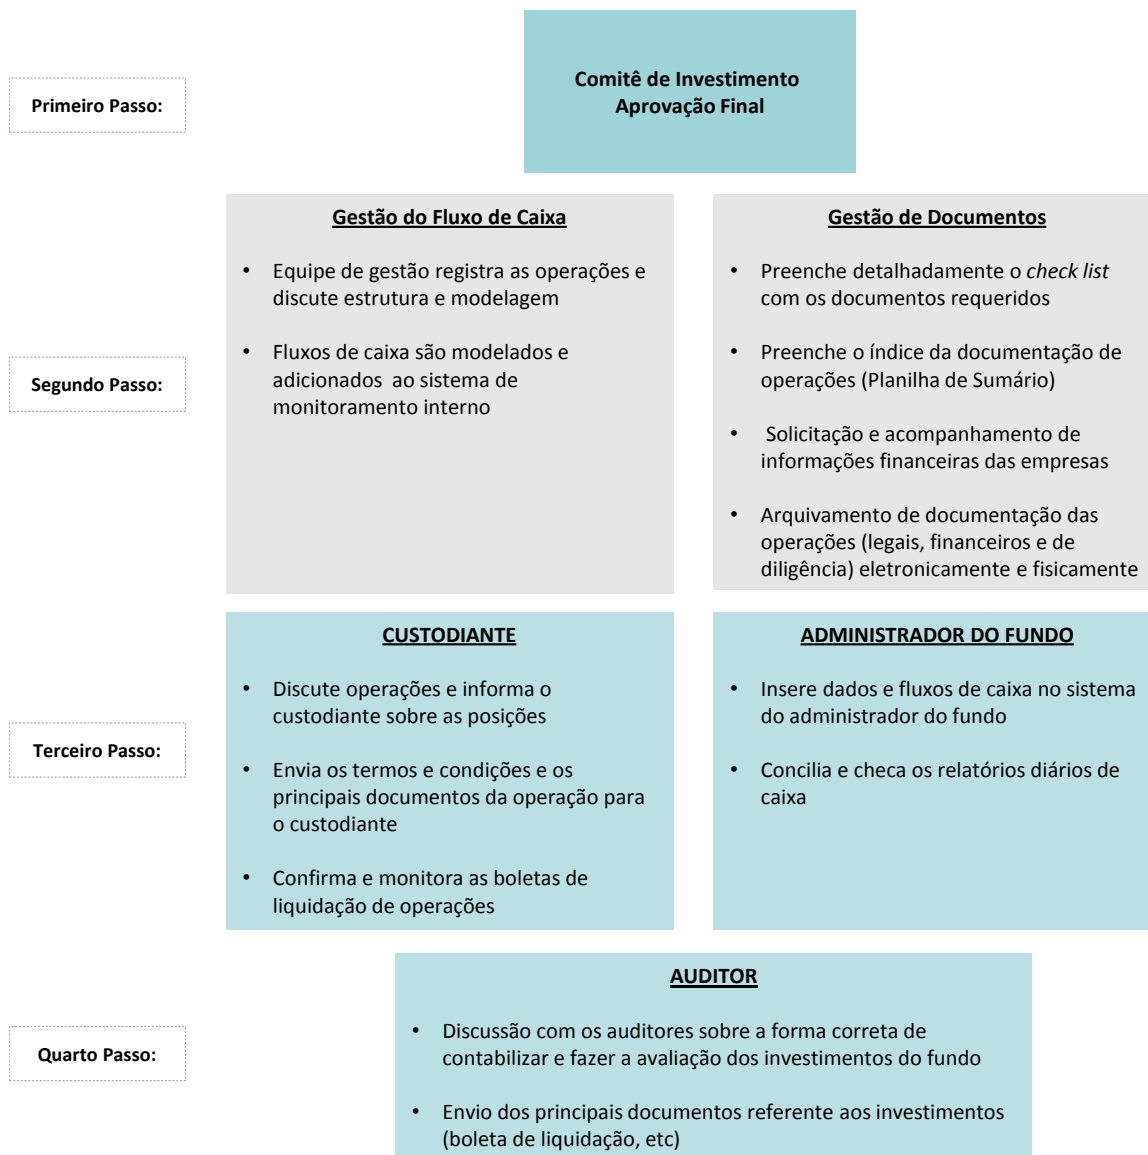 Primeiro Passo:
Comitê de Investimento
Aprovação Final
Segundo Passo:
Gestão do Fluxo de Caixa
• Equipe de gestão registra as operações e
discute estrutura e modelagem
• Fluxos de caixa são modelados e
adicionados ao sistema de
monitoramento interno
Gestão de Documentos
• Preenche detalhadamente o check list
com os documentos requeridos
• Preenche o índice da documentação de
operações (Planilha de Sumário)
• Solicitação e acompanhamento de
informações financeiras das empresas
• Arquivamento de documentação das
operações (legais, financeiros e de
diligência) eletronicamente e fisicamente
Terceiro Passo:
CUSTODIANTE
• Discute operações e informa o
custodiante sobre as posições
• Envia os termos e condições e os
principais documentos da operação para
o custodiante
• Confirma e monitora as boletas de
liquidação de operações
ADMINISTRADOR DO FUNDO
• Insere dados e fluxos de caixa no sistema
do administrador do fundo
• Concilia e checa os relatórios diários de
caixa
Quarto Passo:
AUDITOR
• Discussão com os auditores sobre a forma correta de
contabilizar e fazer a avaliação dos investimentos do fundo
• Envio dos principais documentos referente aos investimentos
(boleta de liquidação, etc)